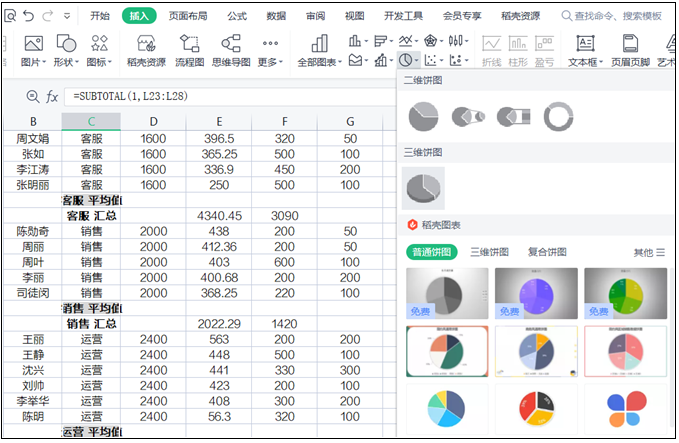 开始 插入 页面布局 公式 数据 审阅 视图 开发工具 会员专享 稻壳资源 查找命令、搜索模板
图片 形状 图标 稻壳资源 流程图 思维导图 更多 全部图表 折线 柱形 盈亏 文本框 页眉页脚 艺术
fx =SUBTOTAL(1,L23:L28)
B C D E F G
周文娟 客服 1600 396.5 320 50
张如 客服 1600 365.25 500 100
李江涛 客服 1600 336.9 450 200
张明丽 客服 1600 250 500 100
客服 平均值
客服 汇总 4340.45 3090
陈勋奇 销售 2000 438 200 50
周丽 销售 2000 412.36 200 50
周叶 销售 2000 403 600 100
李丽 销售 2000 400.68 200 200
司徒闵 销售 2000 368.25 220 100
销售 平均值
销售 汇总 2022.29 1420
王丽 运营 2400 563 200 200
王静 运营 2400 448 500 100
沈兴 运营 2400 441 330 300
刘帅 运营 2400 423 200 100
李举华 运营 2400 408 300 200
陈明 运营 2400 56.3 320 100
运营 平均值
二维饼图
三维饼图
稻壳图表
普通饼图 三维饼图 复合饼图 其他
免费 免费 免费